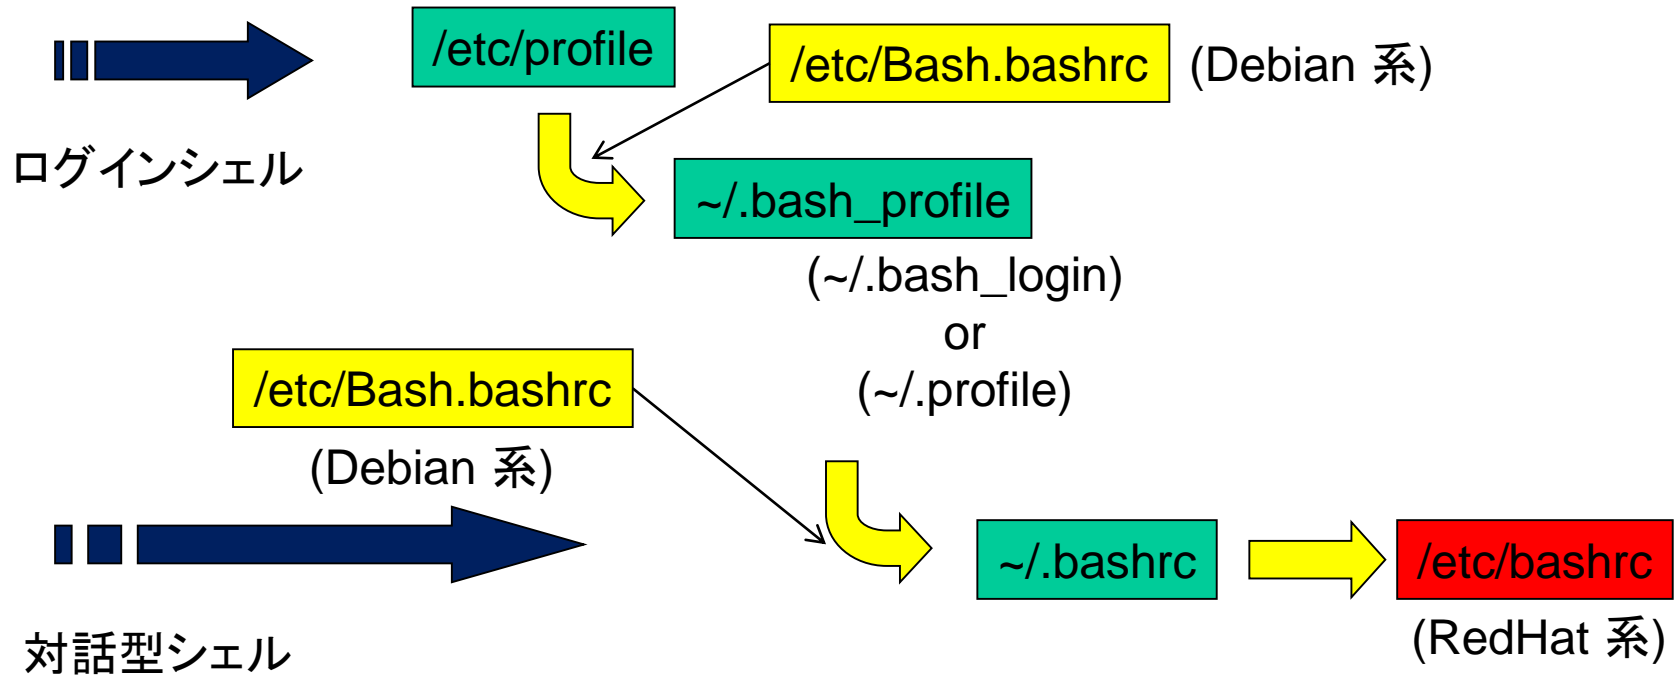 /etc/profile
/etc/Bash.bashrc (Debian 系)
ログインシェル
~/.bash_profile
(~/.bash_login)
or
(~/.profile)
/etc/Bash.bashrc
(Debian 系)
~/.bashrc
/etc/bashrc
(RedHat 系)
対話型シェル